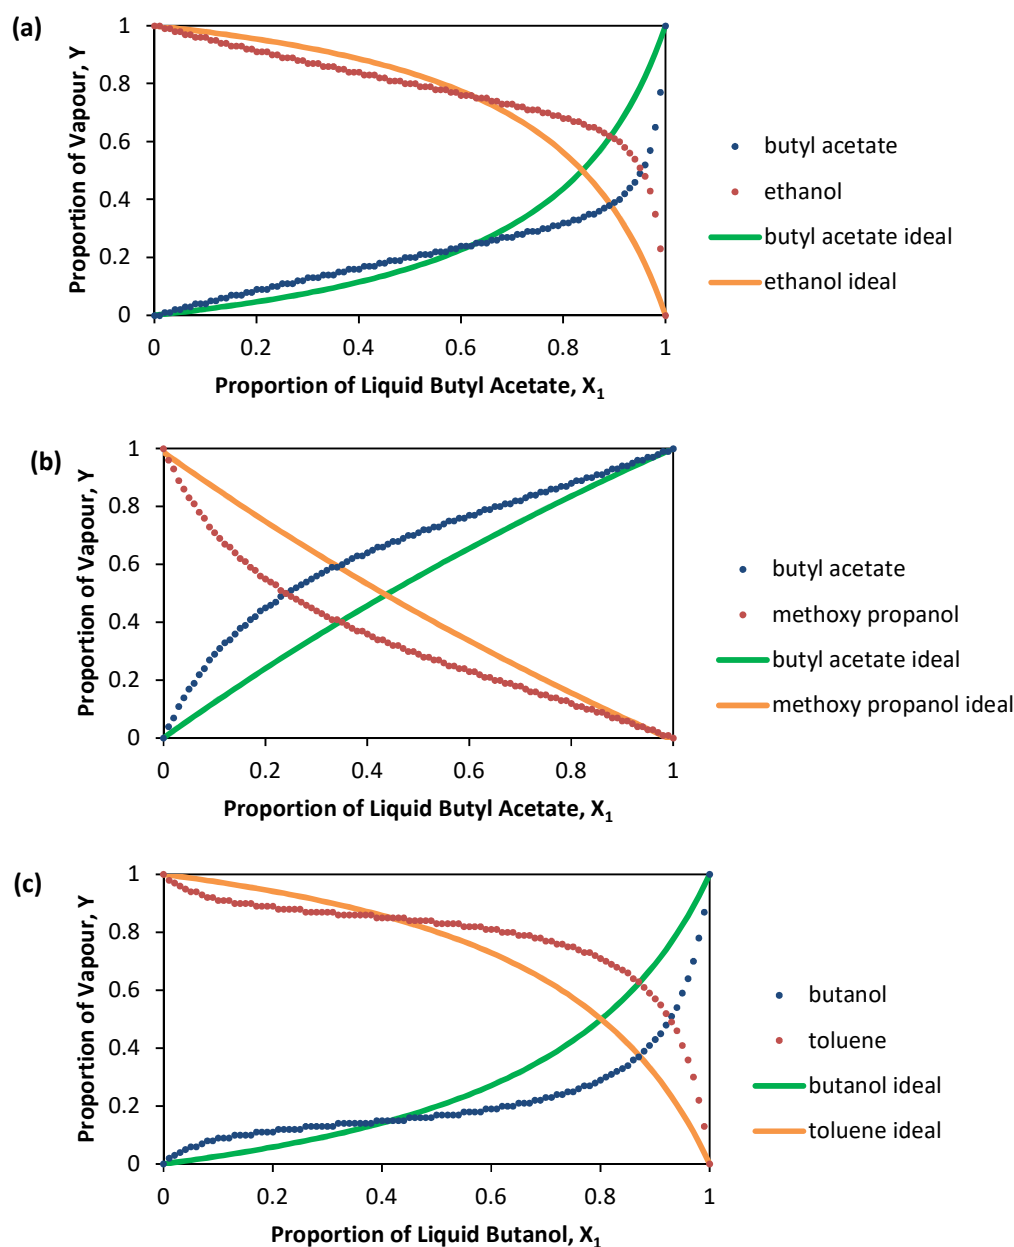 (a)
Proportion of Vapour, Y
1
0.8
0.6
0.4
0.2
0
0 0.2 0.4 0.6 0.8 1
Proportion of Liquid Butyl Acetate, X1
butyl acetate
ethanol
butyl acetate ideal
ethanol ideal
(b)
Proportion of Vapour, Y
1
0.8
0.6
0.4
0.2
0
0 0.2 0.4 0.6 0.8 1
Proportion of Liquid Butyl Acetate, X1
butyl acetate
methoxy propanol
butyl acetate ideal
methoxy propanol ideal
(c)
Proportion of Vapour, Y
1
0.8
0.6
0.4
0.2
0
0 0.2 0.4 0.6 0.8 1
Proportion of Liquid Butanol, X1
butanol
toluene
butanol ideal
toluene ideal